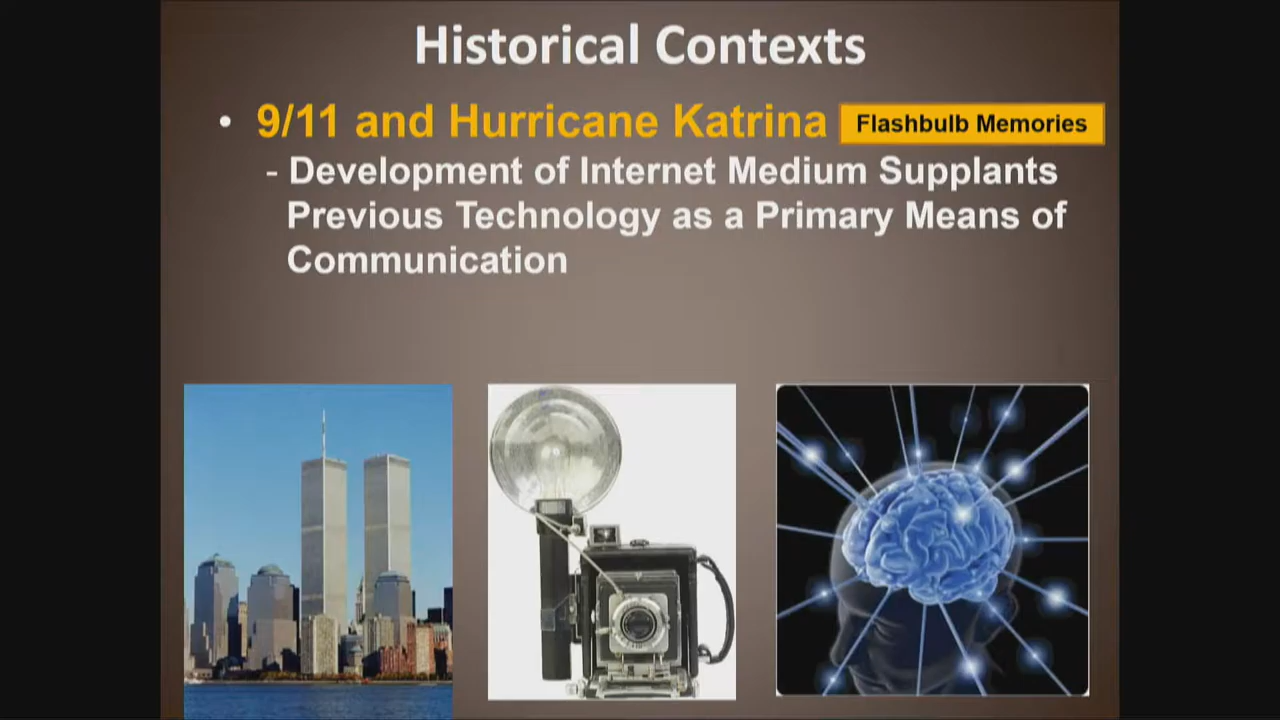 Historical Contexts
• 9/11 and Hurricane Katrina
Flashbulb Memories
- Development of Internet Medium Supplants
Previous Technology as a Primary Means of
Communication